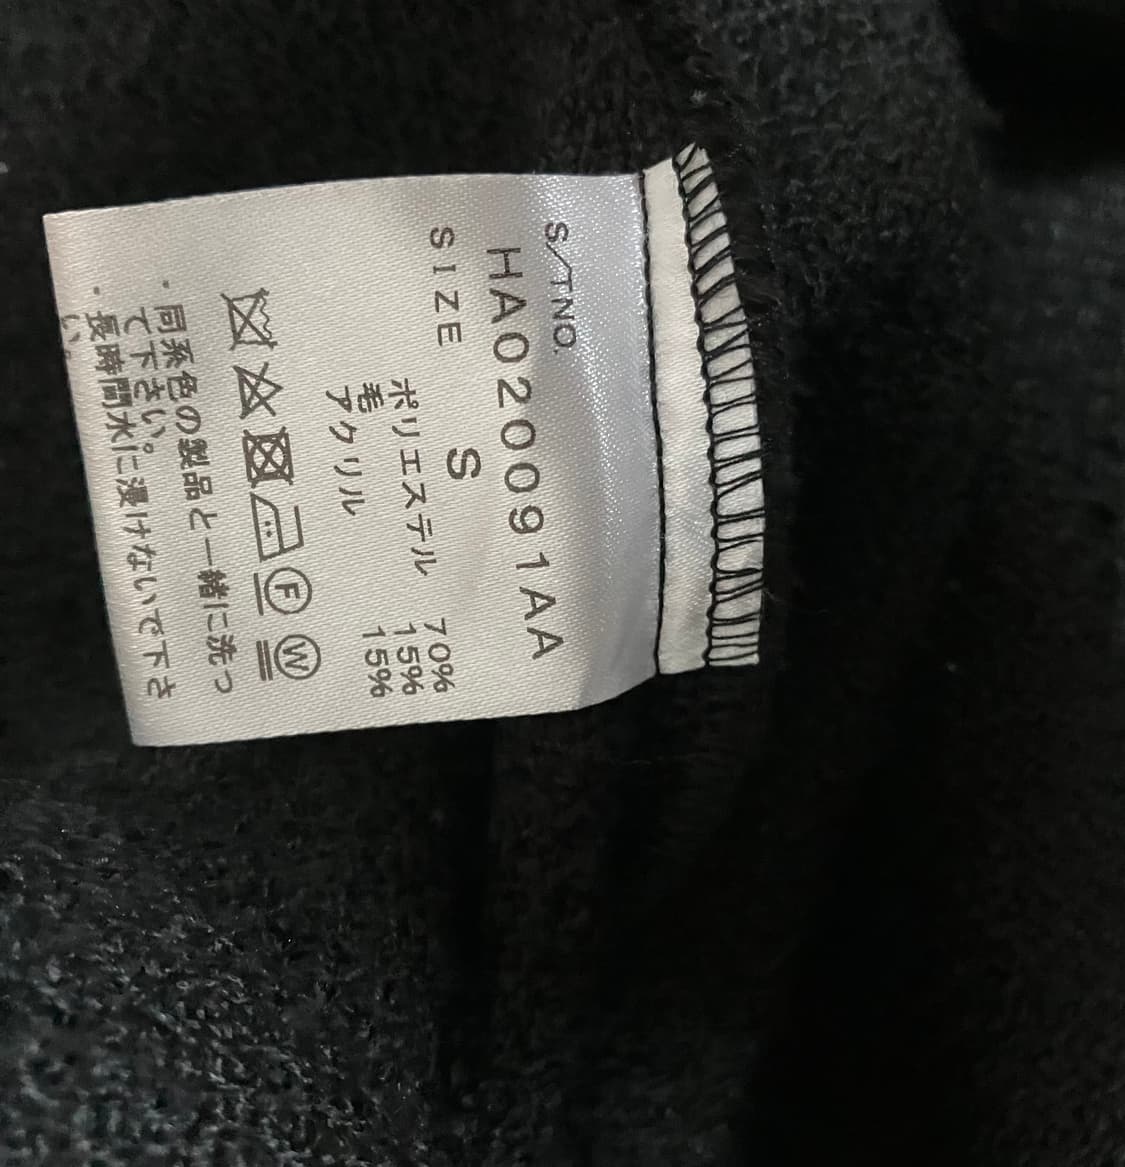 S/TNO.
HA020091AA
SIZE S
ポリエステル 70%
毛 15%
アクリル 15%
F
W
・同系色の製品と一緒に洗っ
て下さい。
・長時間水に浸けないで下さ
い。